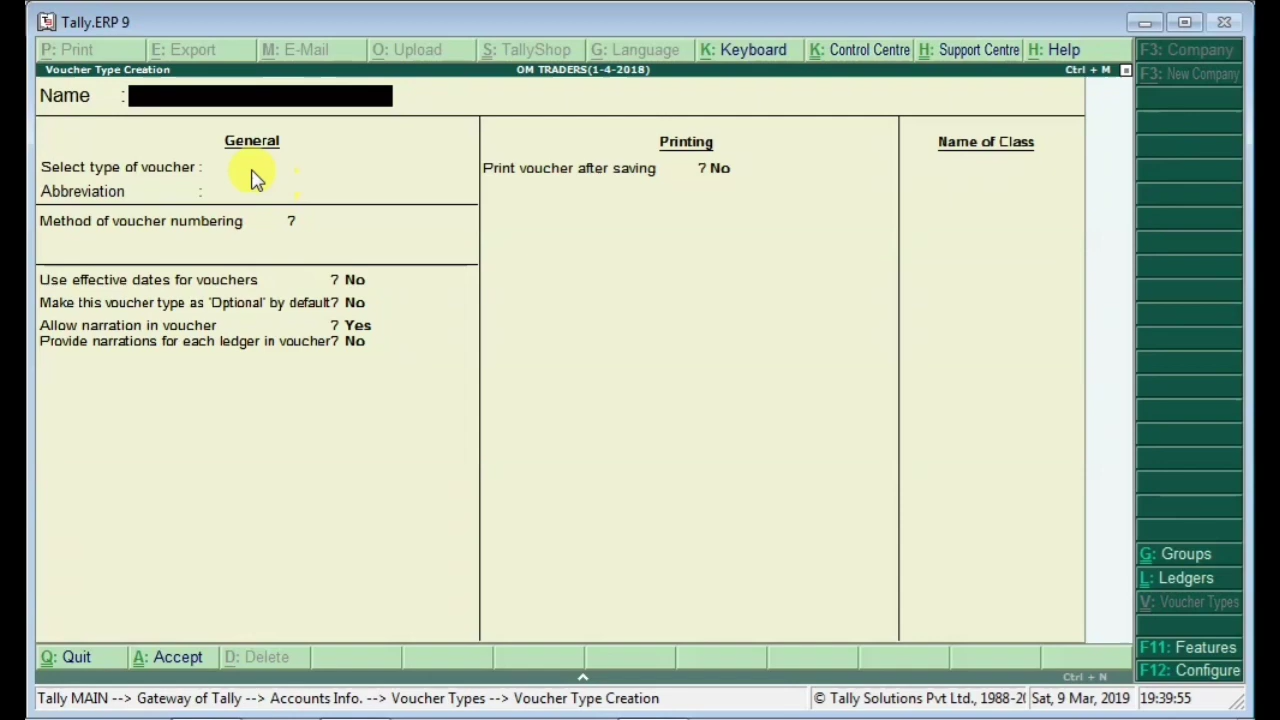 Tally.ERP 9
P: Print E: Export M: E-Mail O: Upload S: TallyShop G: Language K: Keyboard K: Control Centre H: Support Centre H: Help F3: Company
Voucher Type Creation OM TRADERS(1-4-2018) Ctrl + M F3: New Company
Name :
General Printing Name of Class
Select type of voucher : Print voucher after saving ? No
Abbreviation :
Method of voucher numbering ?
Use effective dates for vouchers ? No
Make this voucher type as 'Optional' by default? No
Allow narration in voucher ? Yes
Provide narrations for each ledger in voucher? No
G: Groups
L: Ledgers
V: Voucher Types
F11: Features
Q: Quit A: Accept D: Delete F12: Configure
Ctrl + N
Tally MAIN --> Gateway of Tally --> Accounts Info. --> Voucher Types --> Voucher Type Creation © Tally Solutions Pvt Ltd., 1988-20 Sat, 9 Mar, 2019 19:39:55